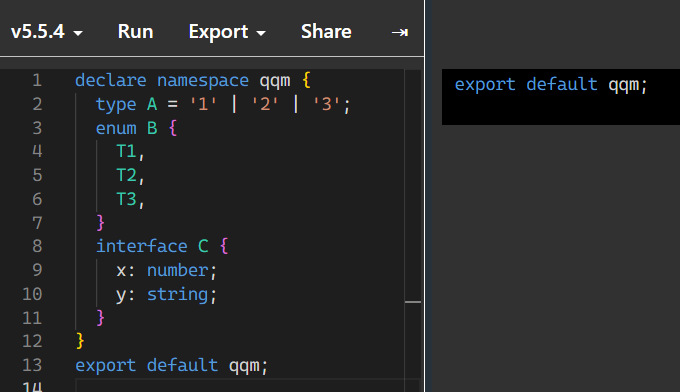 v5.5.4 Run Export Share
1 declare namespace qqm {
2 type A = '1' | '2' | '3';
3 enum B {
4 T1,
5 T2,
6 T3,
7 }
8 interface C {
9 x: number;
10 y: string;
11 }
12 }
13 export default qqm;
14
export default qqm;